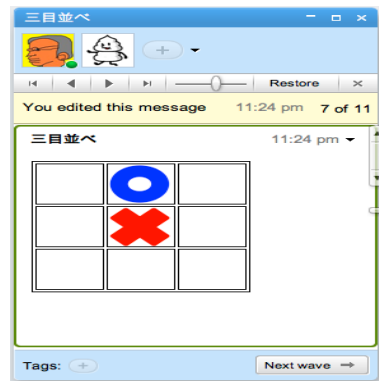 三目並べ
Restore
You edited this message 11:24 pm 7 of 11
三目並べ 11:24 pm
Tags:
Next wave